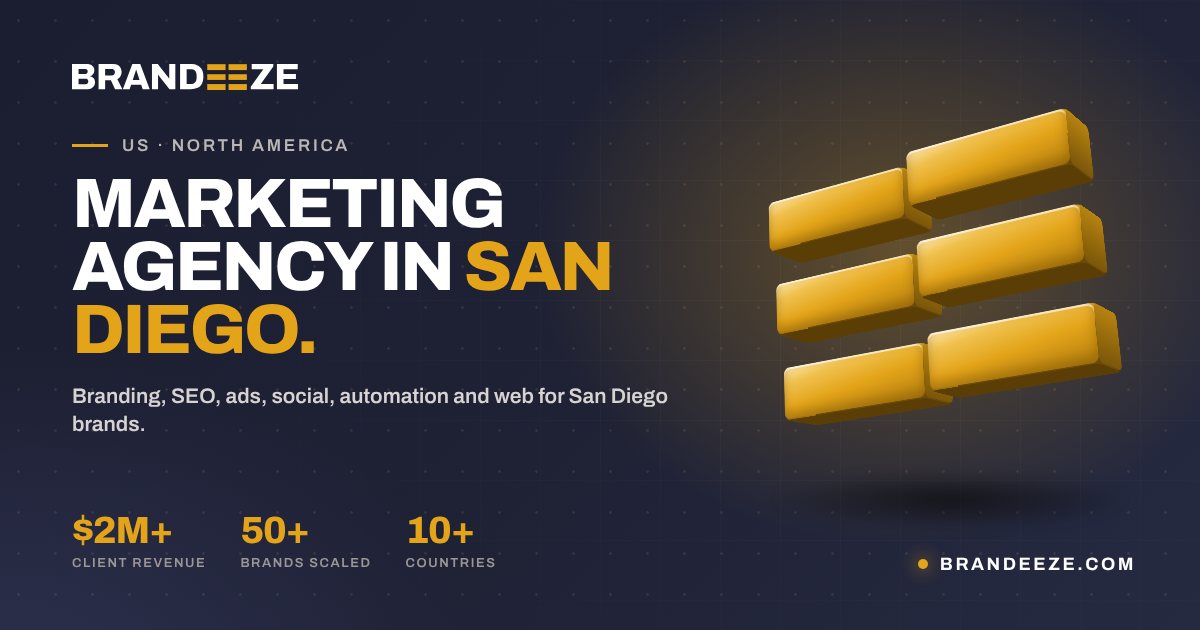 BRANDEEZE
US · NORTH AMERICA
MARKETING
AGENCY IN SAN
DIEGO.
Branding, SEO, ads, social, automation and web for San Diego
brands.
$2M+ 50+ 10+
CLIENT REVENUE BRANDS SCALED COUNTRIES
BRANDEEZE.COM